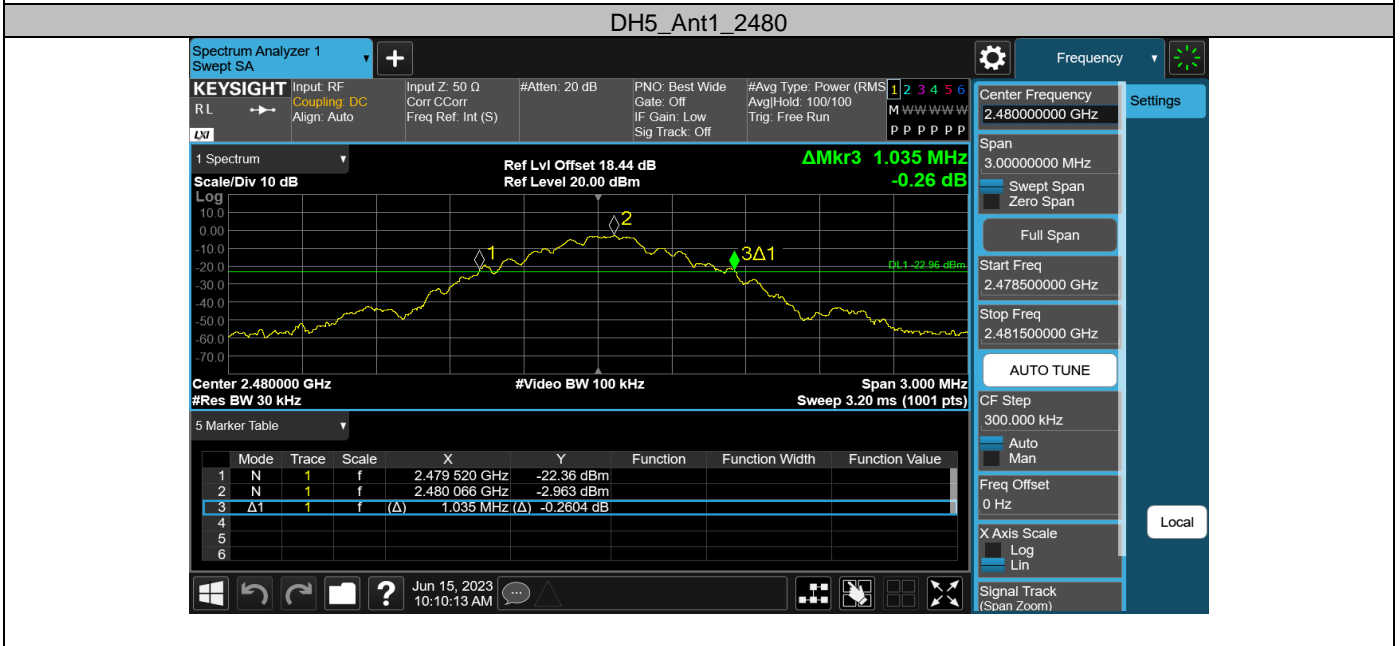 DH5_Ant1_2480
Spectrum Analyzer 1
Swept SA
+
Frequency
KEYSIGHT
RL
LXI
Input: RF
Coupling: DC
Align: Auto
Input Z: 50 Ω
Corr CCorr
Freq Ref: Int (S)
#Atten: 20 dB
PNO: Best Wide
Gate: Off
IF Gain: Low
Sig Track: Off
#Avg Type: Power (RMS
Avg|Hold: 100/100
Trig: Free Run
1 2 3 4 5 6
M W W W W W
P P P P P P
1 Spectrum
Scale/Div 10 dB
Ref Lvl Offset 18.44 dB
Ref Level 20.00 dBm
ΔMkr3 1.035 MHz
-0.26 dB
Log
10.0
0.00
-10.0
-20.0
-30.0
-40.0
-50.0
-60.0
-70.0
1
2
3Δ1
DL1 -22.96 dBm
Center 2.480000 GHz
#Video BW 100 kHz
Span 3.000 MHz
#Res BW 30 kHz
Sweep 3.20 ms (1001 pts)
5 Marker Table
Mode Trace Scale X Y Function Function Width Function Value
1 N 1 f 2.479 520 GHz -22.36 dBm
2 N 1 f 2.480 066 GHz -2.963 dBm
3 Δ1 1 f (Δ) 1.035 MHz (Δ) -0.2604 dB
4
5
6
?
Jun 15, 2023
10:10:13 AM
Center Frequency
2.480000000 GHz
Span
3.00000000 MHz
Swept Span
Zero Span
Full Span
Start Freq
2.478500000 GHz
Stop Freq
2.481500000 GHz
AUTO TUNE
CF Step
300.000 kHz
Auto
Man
Freq Offset
0 Hz
X Axis Scale
Log
Lin
Signal Track
(Span Zoom)
Settings
Local